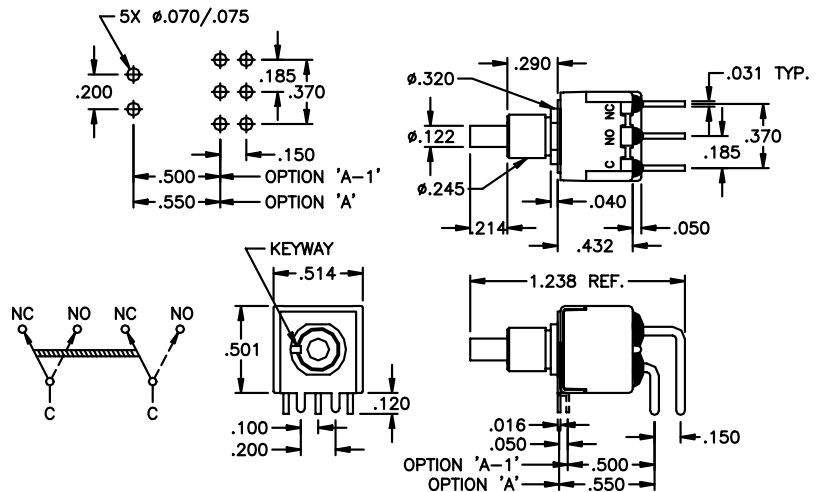 5X ø.070/.075
.200
.185
.370
.150
.500
OPTION 'A-1'
.550
OPTION 'A'
.290
ø.320
.031 TYP.
NC
ø.122
NO
.370
.185
C
ø.245
.040
.214
.050
.432
KEYWAY
.514
1.238 REF.
NC
NO
NC
NO
.501
C
C
.120
.100
.200
.016
.050
.150
OPTION 'A-1'
.500
OPTION 'A'
.550